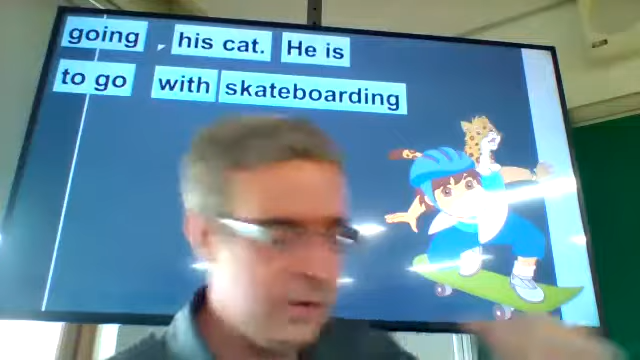 going , his cat. He is
to go with skateboarding